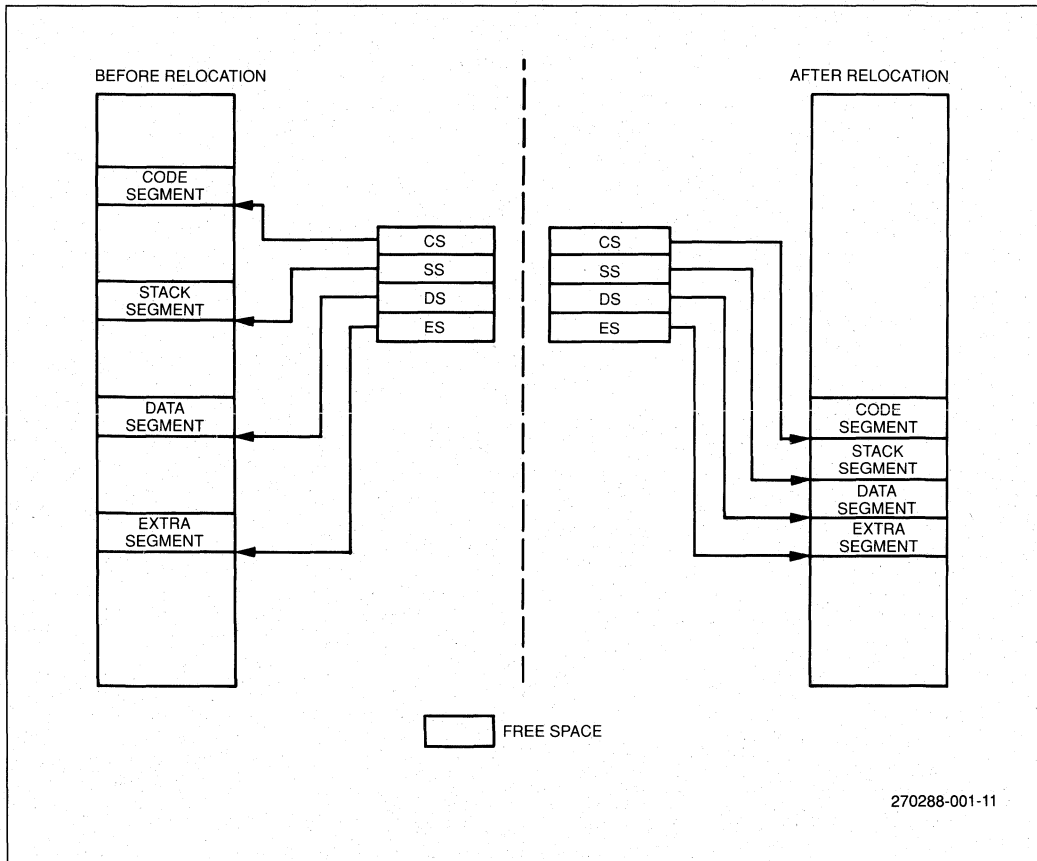 BEFORE RELOCATION
CODE
SEGMENT
STACK
SEGMENT
DATA
SEGMENT
EXTRA
SEGMENT
CS
SS
DS
ES
CS
SS
DS
ES
AFTER RELOCATION
CODE
SEGMENT
STACK
SEGMENT
DATA
SEGMENT
EXTRA
SEGMENT
FREE SPACE
270288-001-11